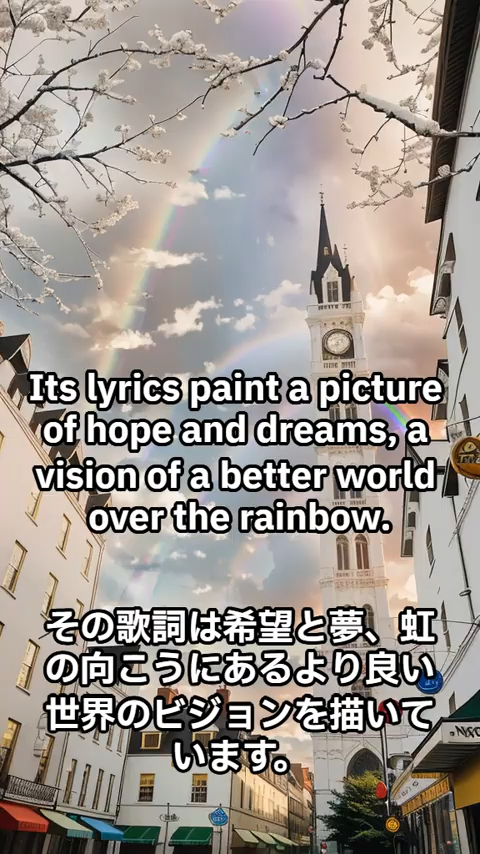 Its lyrics paint a picture
of hope and dreams, a
vision of a better world
over the rainbow.
その歌詞は希望と夢、虹
の向こうにあるより良い
世界のビジョンを描いて
います。